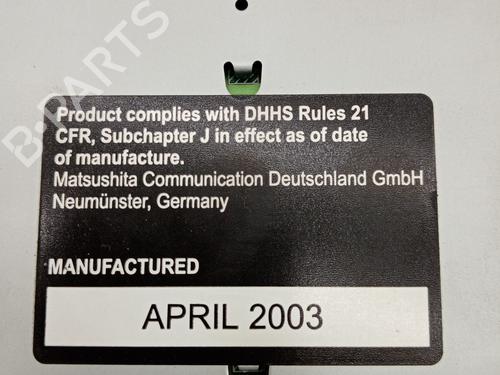 Product complies with DHHS Rules 21
CFR, Subchapter J in effect as of date
of manufacture.
Matsushita Communication Deutschland GmbH
Neumünster, Germany
MANUFACTURED
APRIL 2003
B-PARTS